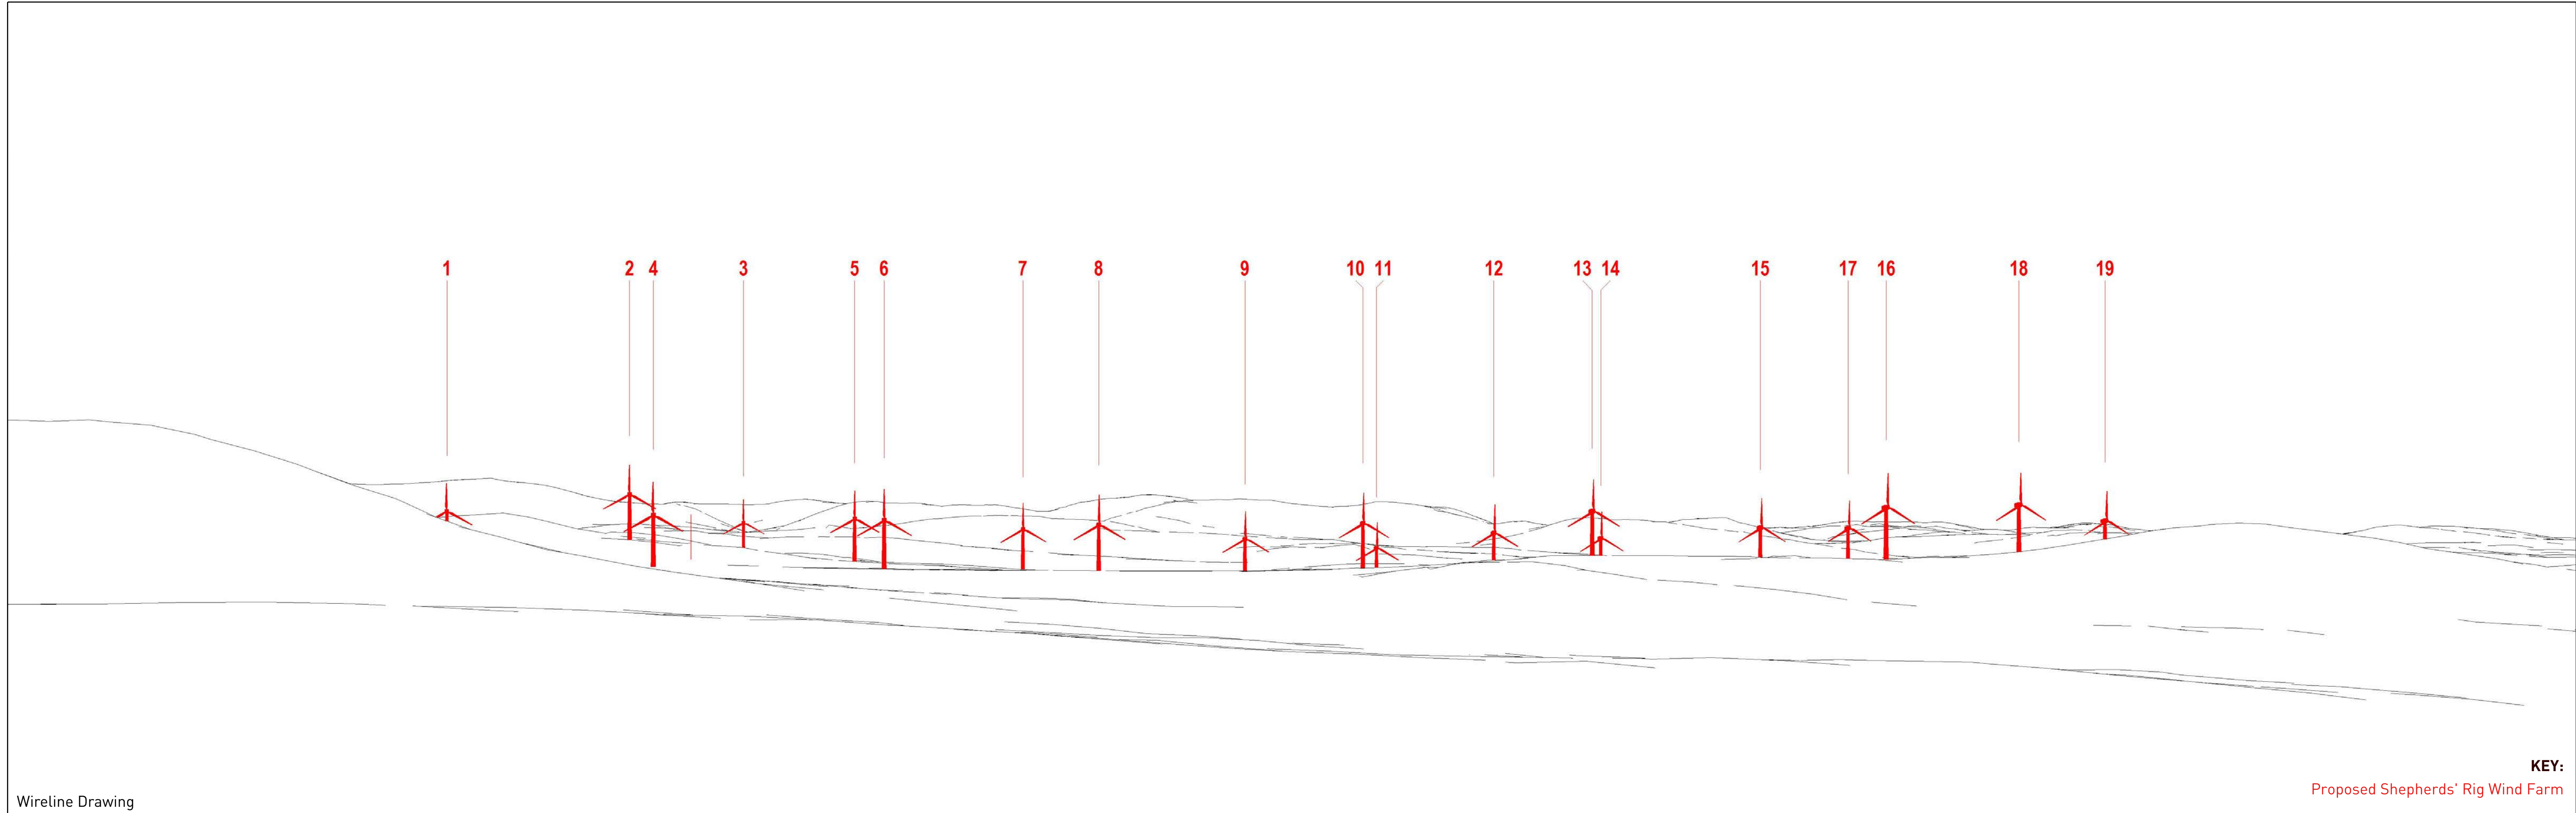 1 2 4 3 5 6 7 8 9 10 11 12 13 14 15 17 16 18 19
KEY:
Proposed Shepherds' Rig Wind Farm
Wireline Drawing